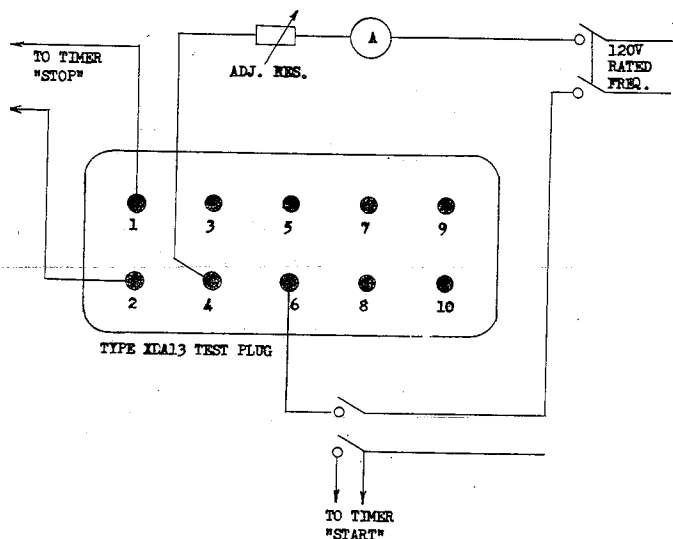 A
TO TIMER
"STOP"
ADJ. RES.
120V
RATED
FREQ.
1
3
5
7
9
2
4
6
8
10
TYPE XLA13 TEST PLUG
TO TIMER
"START"